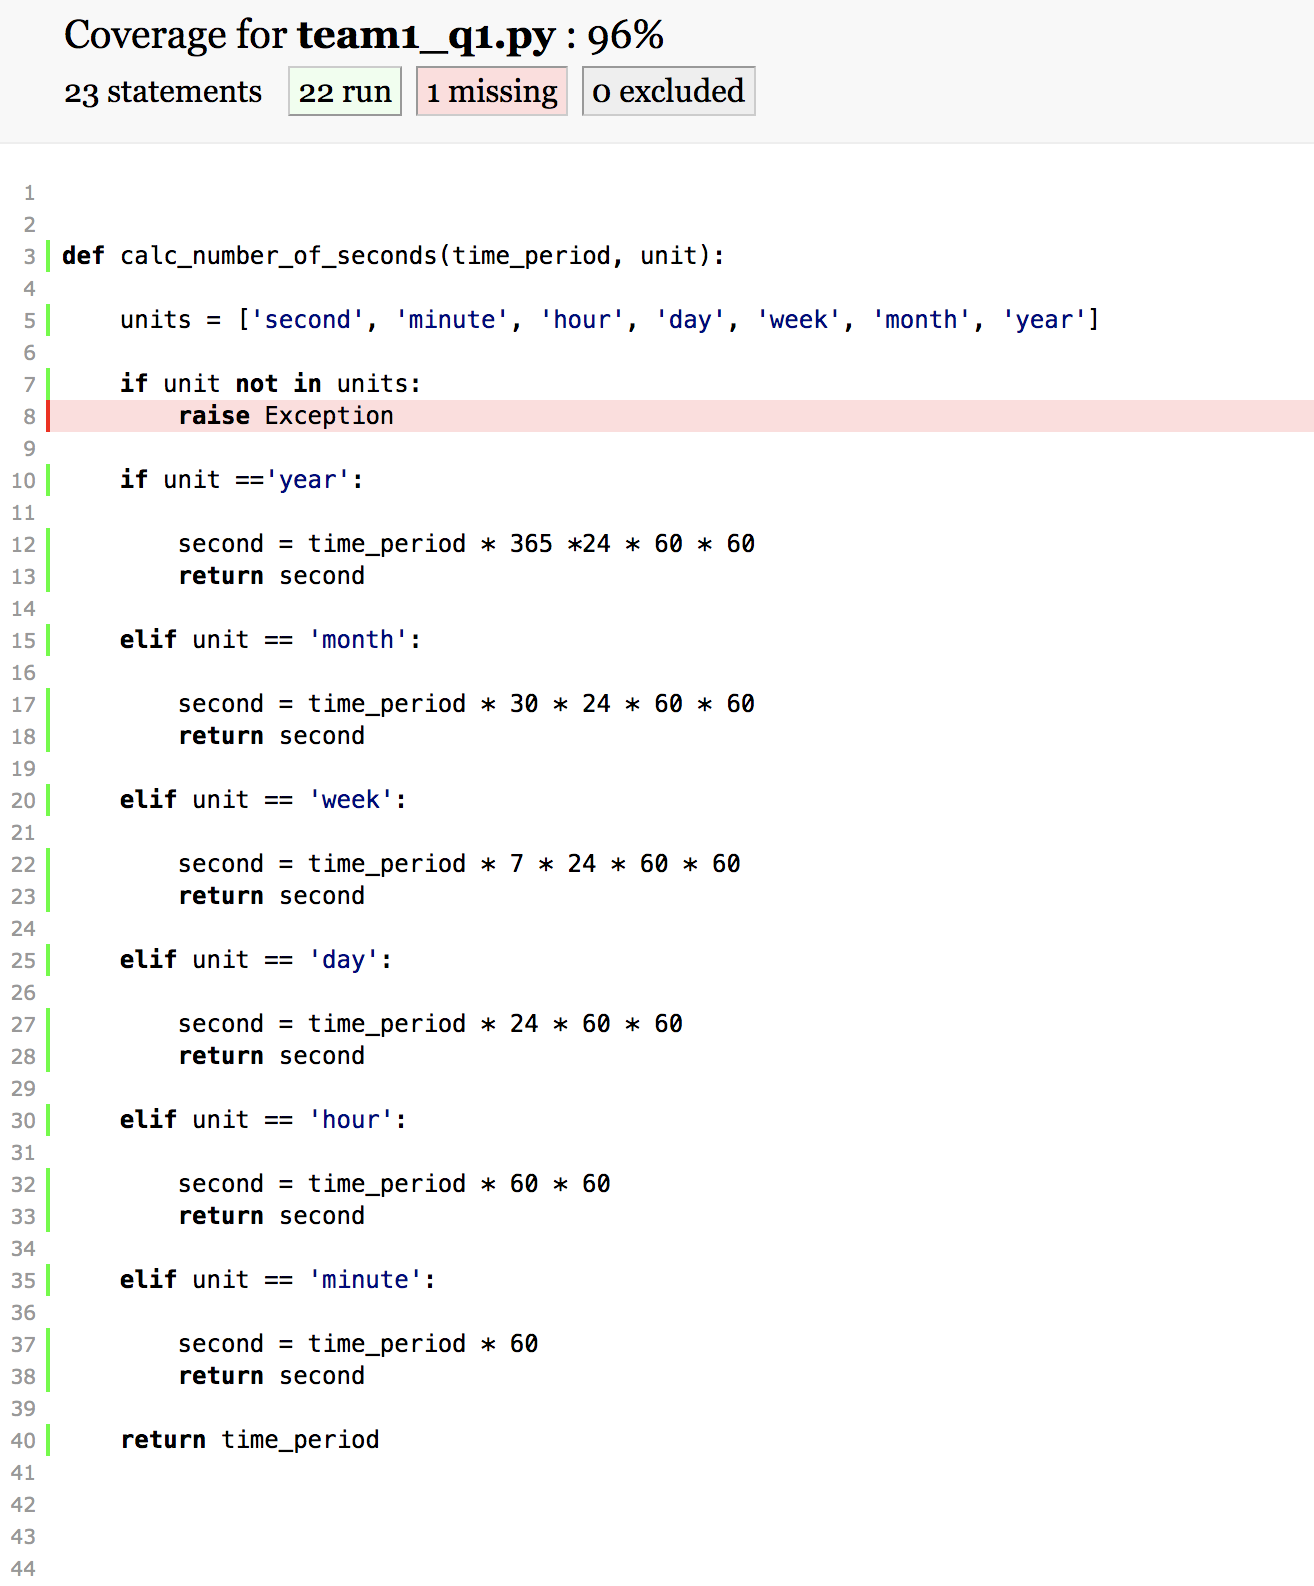 Coverage for team1_q1.py : 96%
23 statements 22 run 1 missing 0 excluded
1
2
3 def calc_number_of_seconds(time_period, unit):
4
5 units = ['second', 'minute', 'hour', 'day', 'week', 'month', 'year']
6
7 if unit not in units:
8 raise Exception
9
10 if unit =='year':
11
12 second = time_period * 365 *24 * 60 * 60
13 return second
14
15 elif unit == 'month':
16
17 second = time_period * 30 * 24 * 60 * 60
18 return second
19
20 elif unit == 'week':
21
22 second = time_period * 7 * 24 * 60 * 60
23 return second
24
25 elif unit == 'day':
26
27 second = time_period * 24 * 60 * 60
28 return second
29
30 elif unit == 'hour':
31
32 second = time_period * 60 * 60
33 return second
34
35 elif unit == 'minute':
36
37 second = time_period * 60
38 return second
39
40 return time_period
41
42
43
44